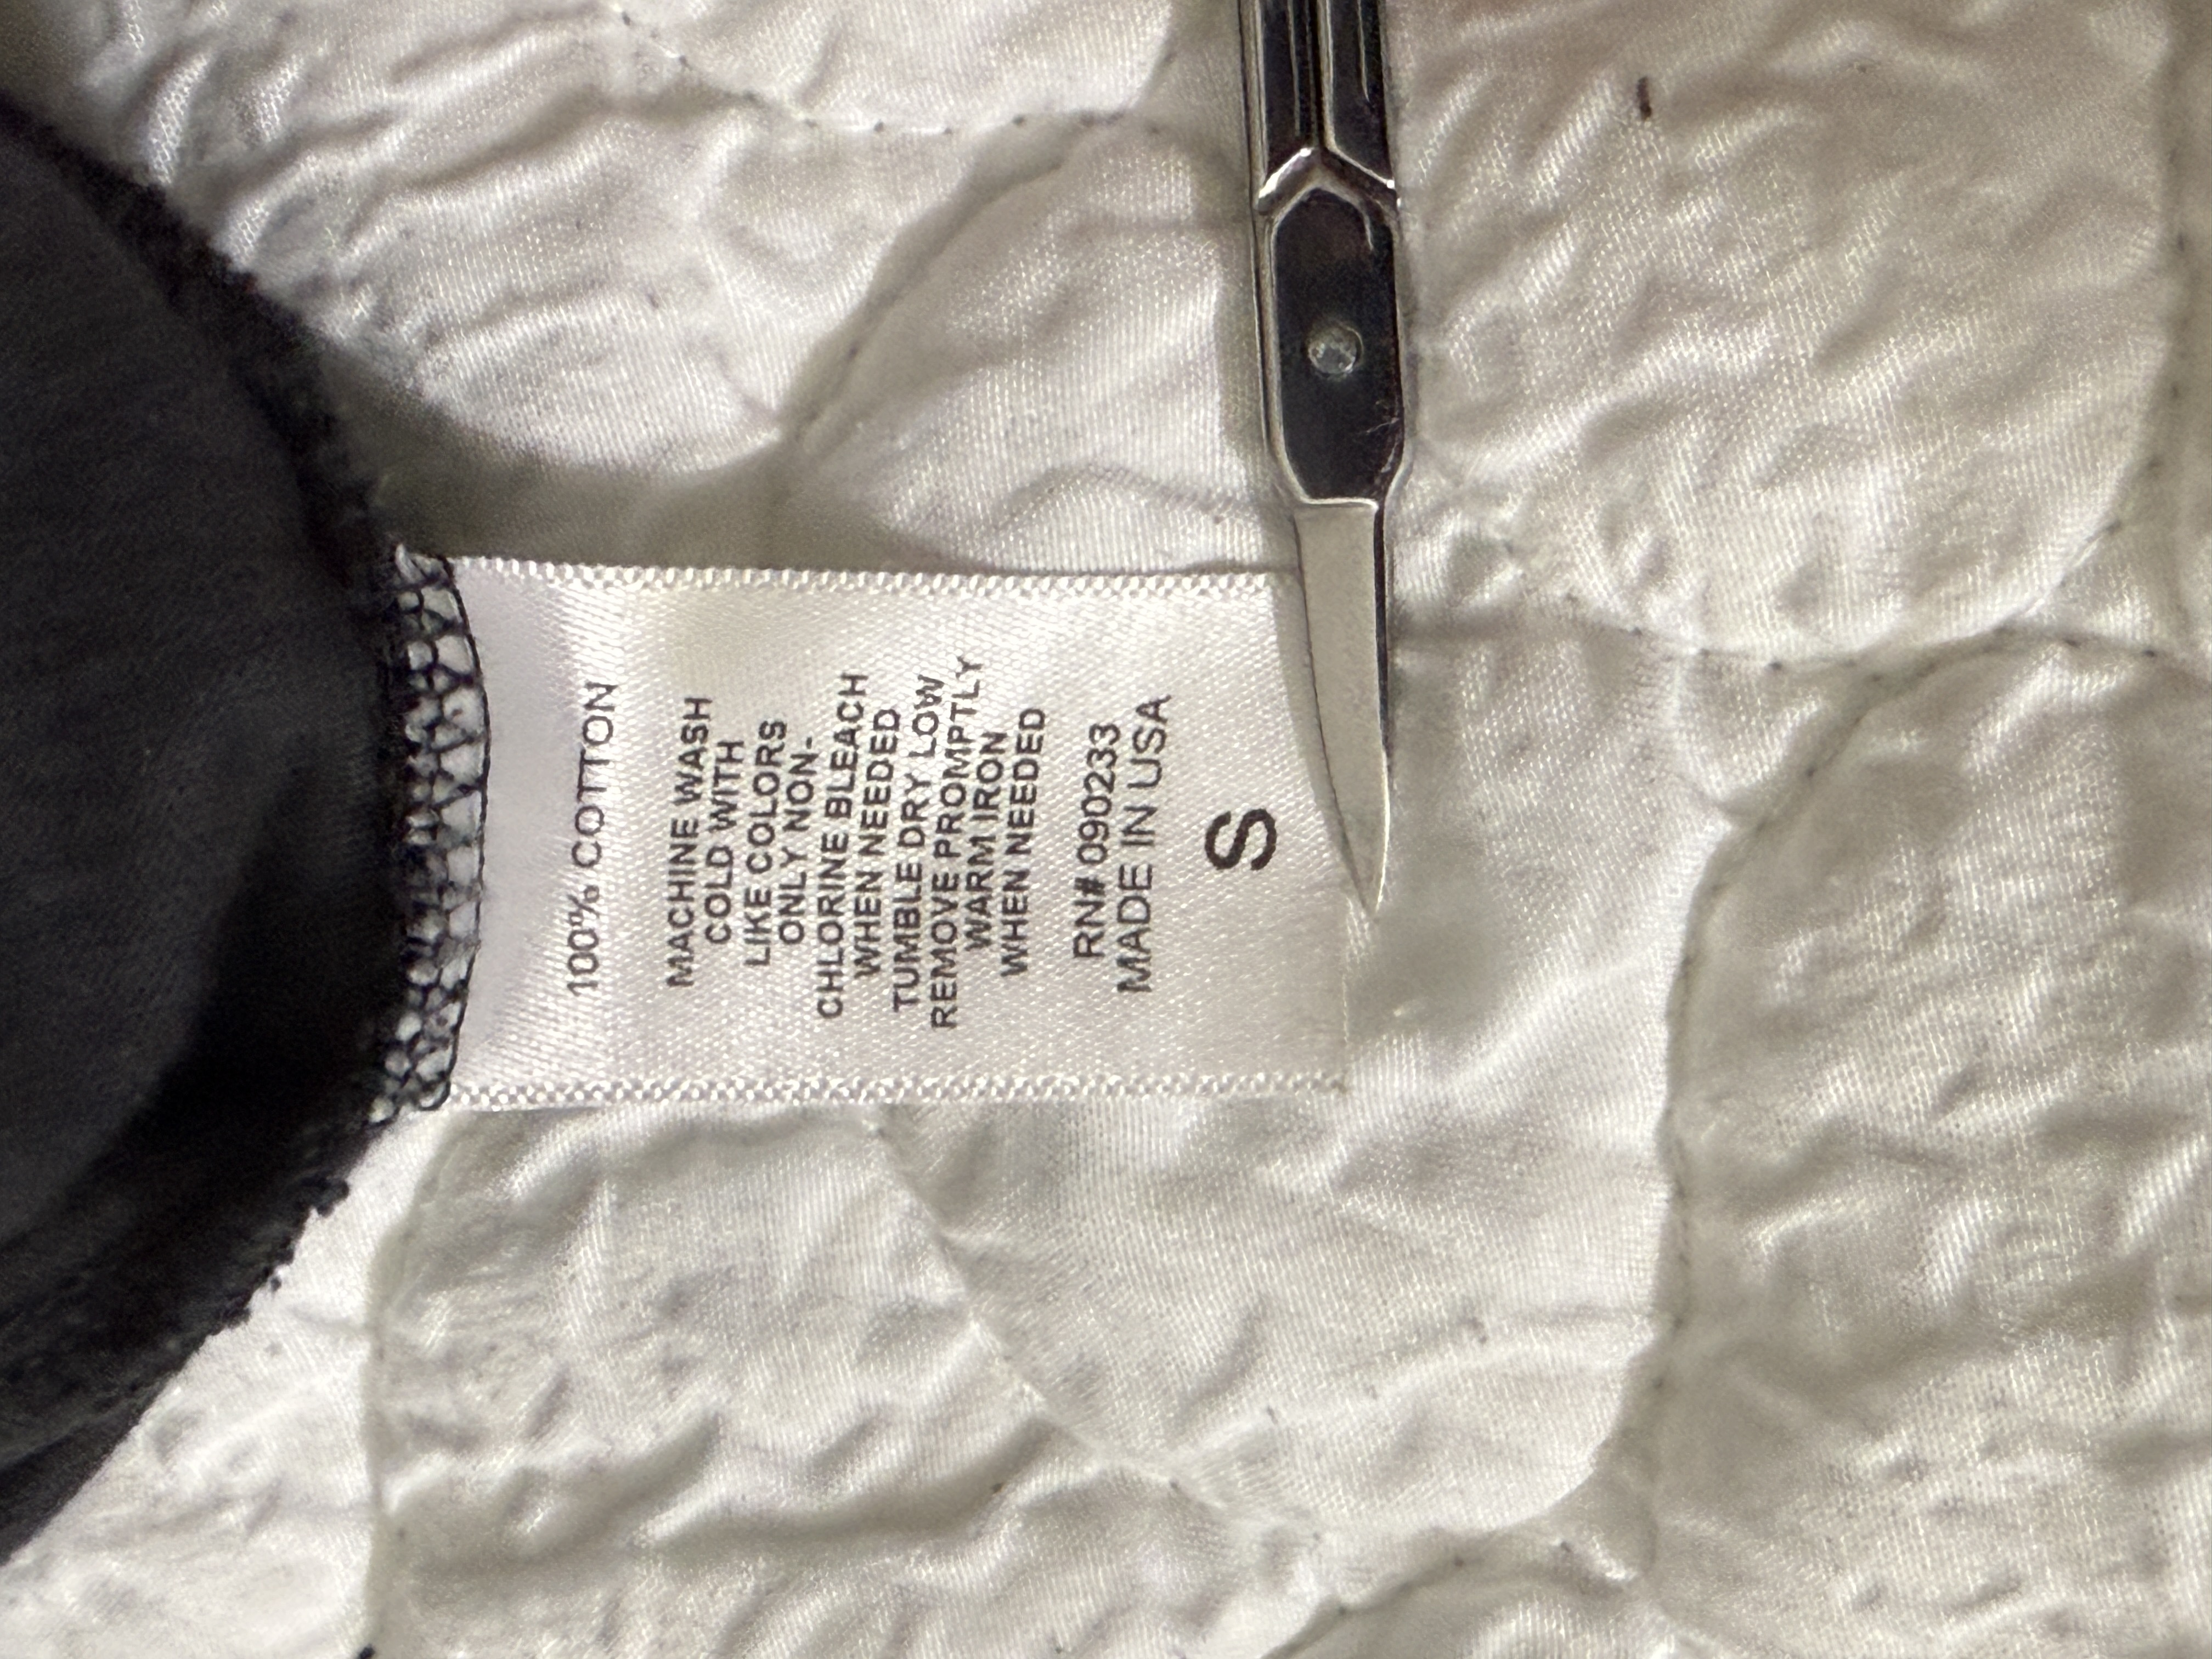 100% COTTON
MACHINE WASH
COLD WITH
LIKE COLORS
ONLY NON-
CHLORINE BLEACH
WHEN NEEDED
TUMBLE DRY LOW
REMOVE PROMPTLY
WARM IRON
WHEN NEEDED
RN# 090233
MADE IN USA
S